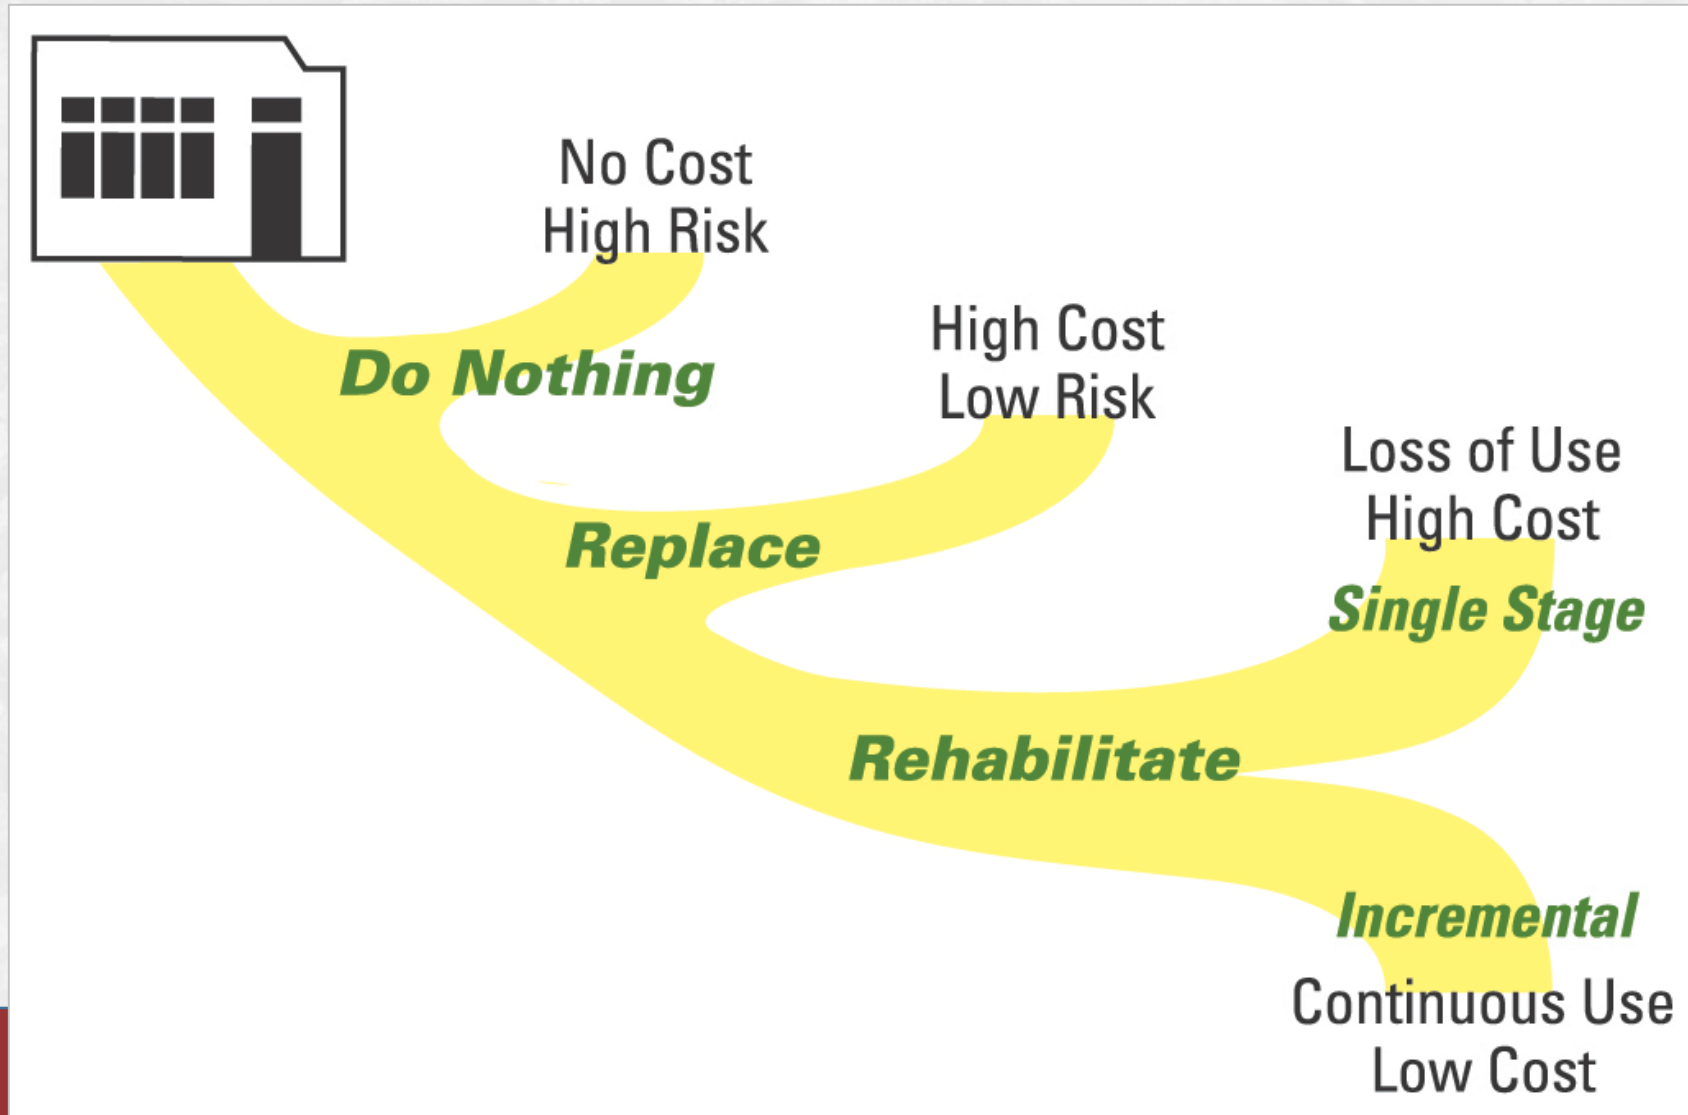 No Cost
High Risk
Do Nothing
High Cost
Low Risk
Replace
Loss of Use
High Cost
Single Stage
Rehabilitate
Incremental
Continuous Use
Low Cost